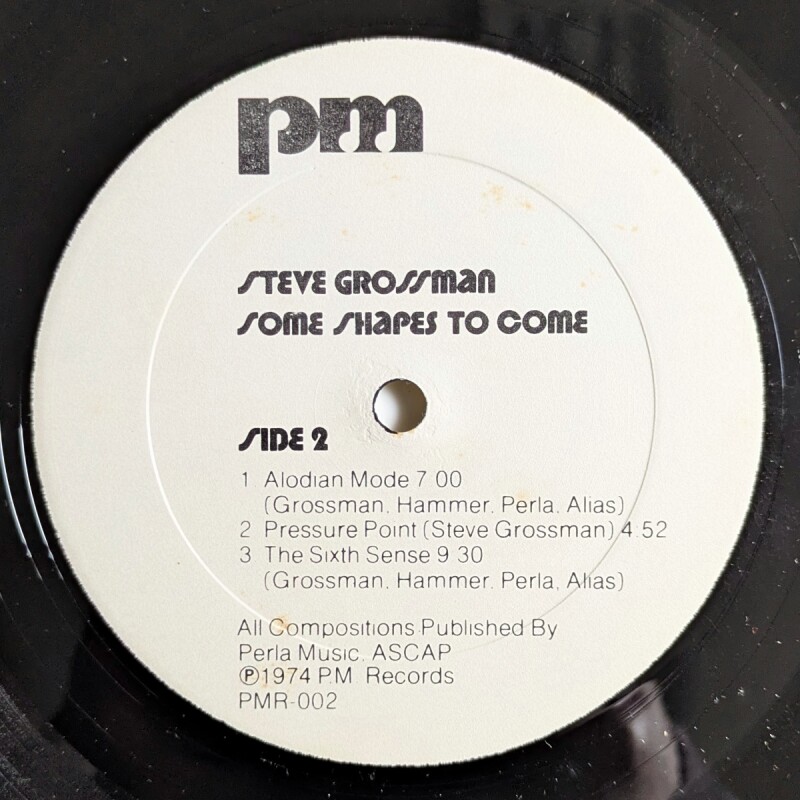 pm
STEVE GROSSMAN
SOME SHAPES TO COME
SIDE 2
1 Alodian Mode 7:00
(Grossman, Hammer, Perla, Alias)
2 Pressure Point (Steve Grossman) 4:52
3 The Sixth Sense 9:30
(Grossman, Hammer, Perla, Alias)
All Compositions Published By
Perla Music, ASCAP
℗1974 P.M. Records
PMR-002